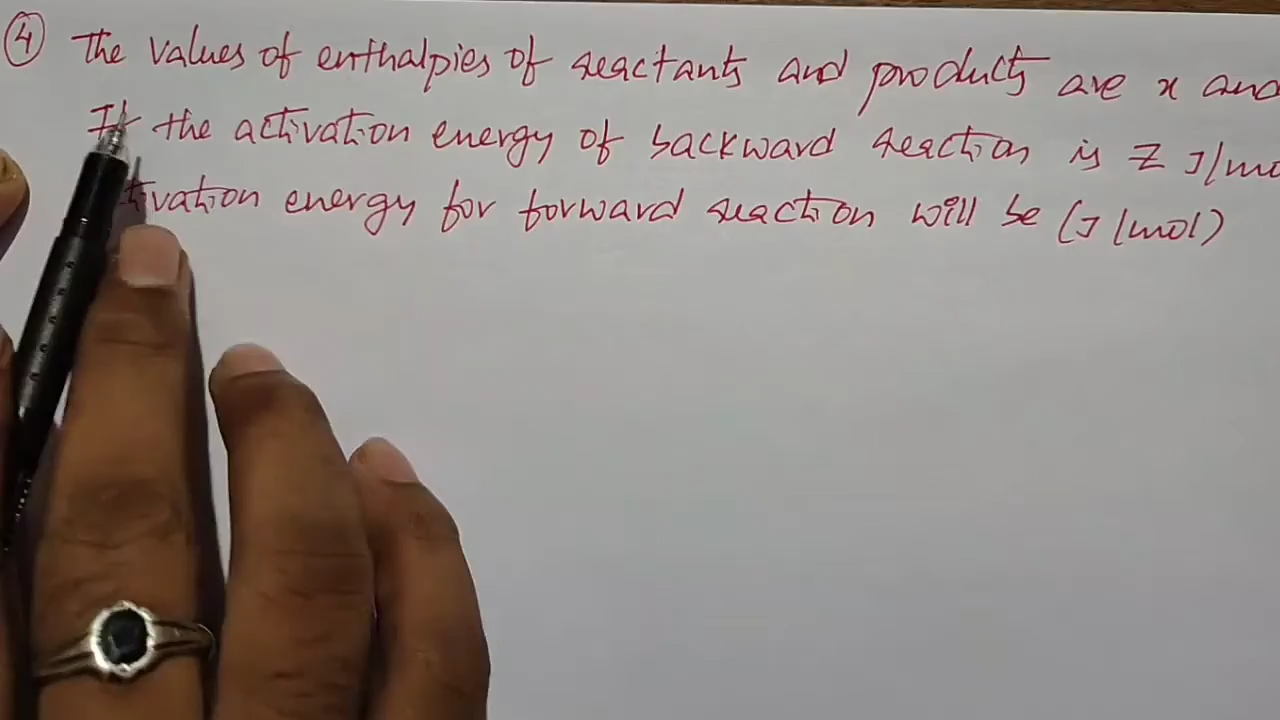 ④ The values of enthalpies of reactants and products are x and
If the activation energy of backward reaction is Z J/mo
tivation energy for forward reaction will be (J/mol)